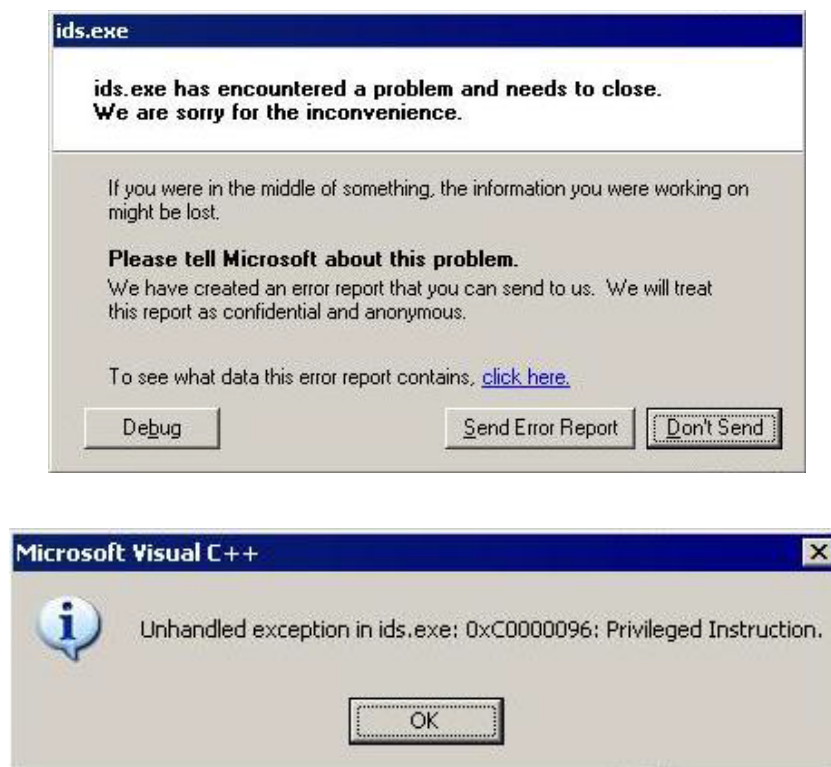 ids.exe
ids.exe has encountered a problem and needs to close.
We are sorry for the inconvenience.
If you were in the middle of something, the information you were working on
might be lost.
Please tell Microsoft about this problem.
We have created an error report that you can send to us. We will treat
this report as confidential and anonymous.
To see what data this error report contains, click here.
Debug
Send Error Report
Don't Send
Microsoft Visual C++
Unhandled exception in ids.exe: 0xC0000096: Privileged Instruction.
OK